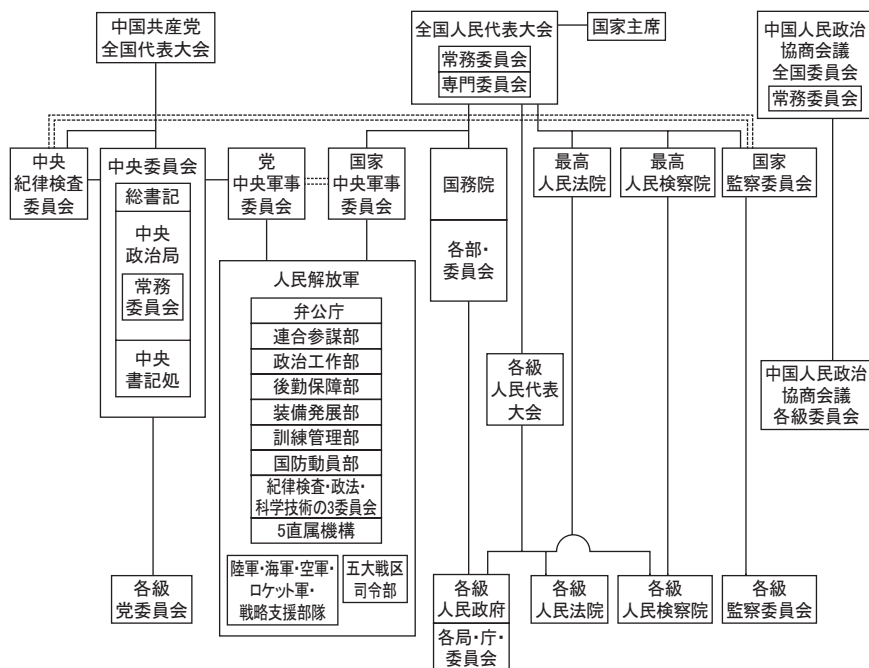 中国共産党
全国代表大会
全国人民代表大会
常務委員会
専門委員会
国家主席
中国人民政治
協商会議
全国委員会
常務委員会
中央
紀律検査
委員会
中央委員会
総書記
中央
政治局
常務
委員会
中央
書記処
党
中央軍事
委員会
国家
中央軍事
委員会
国務院
各部・
委員会
最高
人民法院
最高
人民検察院
国家
監察委員会
人民解放軍
弁公庁
連合参謀部
政治工作部
後勤保障部
装備発展部
訓練管理部
国防動員部
紀律検査・政法・
科学技術の3委員会
5直属機構
陸軍・海軍・空軍・
ロケット軍・
戦略支援部隊
五大戦区
司令部
各級
人民代表
大会
中国人民政治
協商会議
各級委員会
各級
党委員会
各級
人民政府
各局・庁・
委員会
各級
人民法院
各級
人民検察院
各級
監察委員会